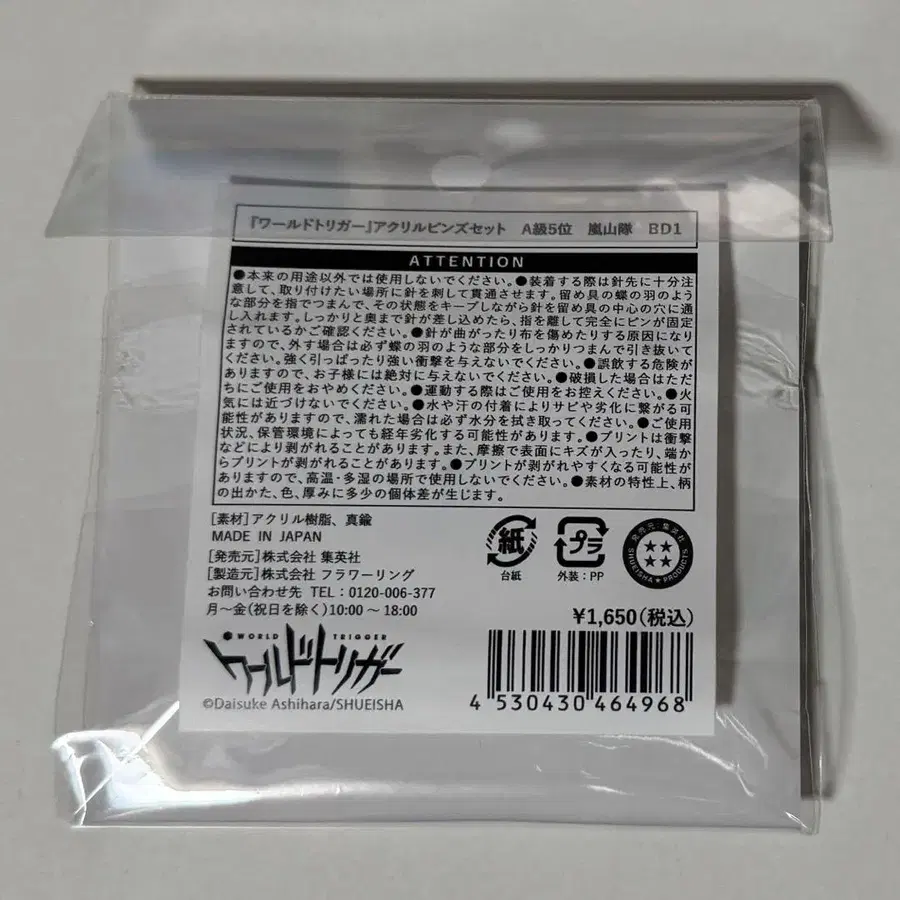 『ワールドトリガー』アクリルピンズセット A級5位 嵐山隊 BD1
ATTENTION
●本来の用途以外では使用しないでください。●装着する際は針先に十分注
意して、取り付けたい場所に針を刺して貫通させます。留め具の蝶の羽のよう
な部分を指でつまんで、その状態をキープしながら針を留め具の中心の穴に通
し入れます。しっかりと奥まで針が差し込めたら、指を離して完全にピンが固定
されているかご確認ください。●針が曲がったり布を傷めたりする原因になり
ますので、外す場合は必ず蝶の羽のような部分をしっかりつまんで引き抜いて
ください。強く引っぱったり強い衝撃を与えないでください。●誤飲する危険が
ありますので、お子様には絶対に与えないでください。●破損した場合はただ
ちにご使用をおやめください。●運動する際はご使用をお控えください。●火
気には近づけないでください。●水や汗の付着によりサビや劣化に繋がる可
能性がありますので、濡れた場合は必ず水分を拭き取ってください。●ご使用
状況、保管環境によっても経年劣化する可能性があります。●プリントは衝撃
などにより剥がれることがあります。また、摩擦で表面にキズが入ったり、端か
らプリントが剥がれることがあります。●プリントが剥がれやすくなる可能性が
ありますので、高温・多湿の場所で使用しないでください。●素材の特性上、柄
の出かた、色、厚みに多少の個体差が生じます。
[素材]アクリル樹脂、真鍮
MADE IN JAPAN
[発売元]株式会社 集英社
[製造元]株式会社 フラワーリング
お問い合わせ先 TEL：0120-006-377
月～金(祝日を除く)10:00～18:00
紙
台紙
プラ
外装：PP
発売元：集英社
SHUEISHA★PRODUCTS
¥1,650(税込)
WORLD TRIGGER
ワールドトリガー
©Daisuke Ashihara/SHUEISHA
4 530430 464968